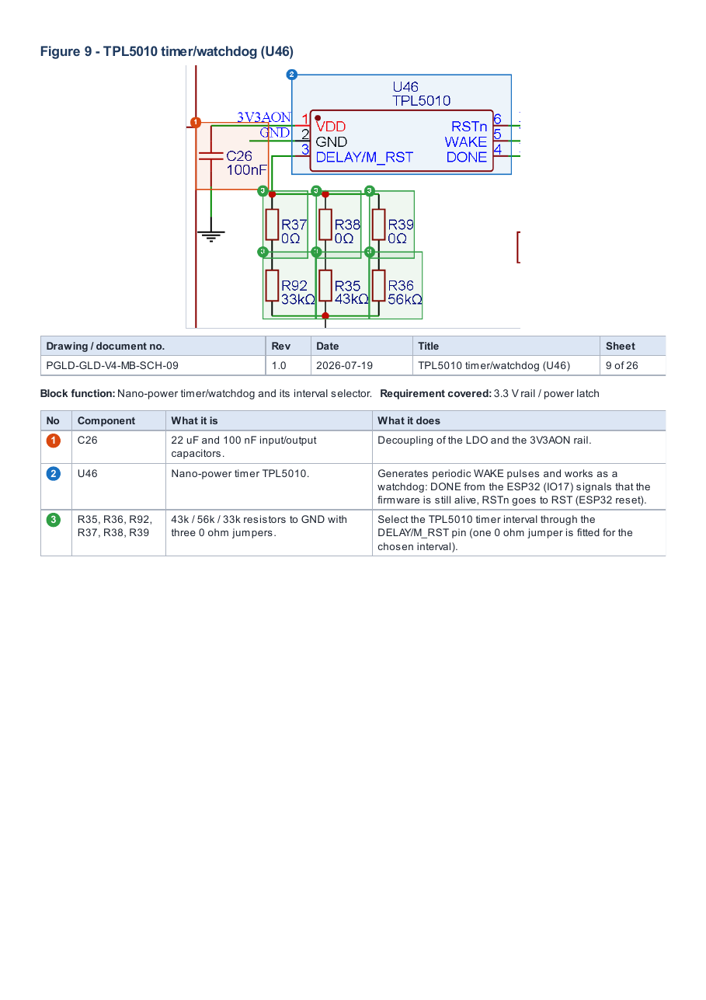 Figure 9 - TPL5010 timer/watchdog (U46)
2
U46
TPL5010
1
3V3AON
1
VDD
RSTn
6
GND
2
GND
WAKE
5
3
DELAY/M_RST
DONE
4
C26
100nF
3
3
3
R37
0Ω
R38
0Ω
R39
0Ω
R92
33kΩ
R35
43kΩ
R36
56kΩ
Drawing / document no.
Rev
Date
Title
Sheet
PGLD-GLD-V4-MB-SCH-09
1.0
2026-07-19
TPL5010 timer/watchdog (U46)
9 of 26
Block function: Nano-power timer/watchdog and its interval selector. Requirement covered: 3.3 V rail / power latch
No
Component
What it is
What it does
1
C26
22 uF and 100 nF input/output
capacitors.
Decoupling of the LDO and the 3V3AON rail.
2
U46
Nano-power timer TPL5010.
Generates periodic WAKE pulses and works as a
watchdog: DONE from the ESP32 (IO17) signals that the
firmware is still alive, RSTn goes to RST (ESP32 reset).
3
R35, R36, R92,
R37, R38, R39
43k / 56k / 33k resistors to GND with
three 0 ohm jumpers.
Select the TPL5010 timer interval through the
DELAY/M_RST pin (one 0 ohm jumper is fitted for the
chosen interval).